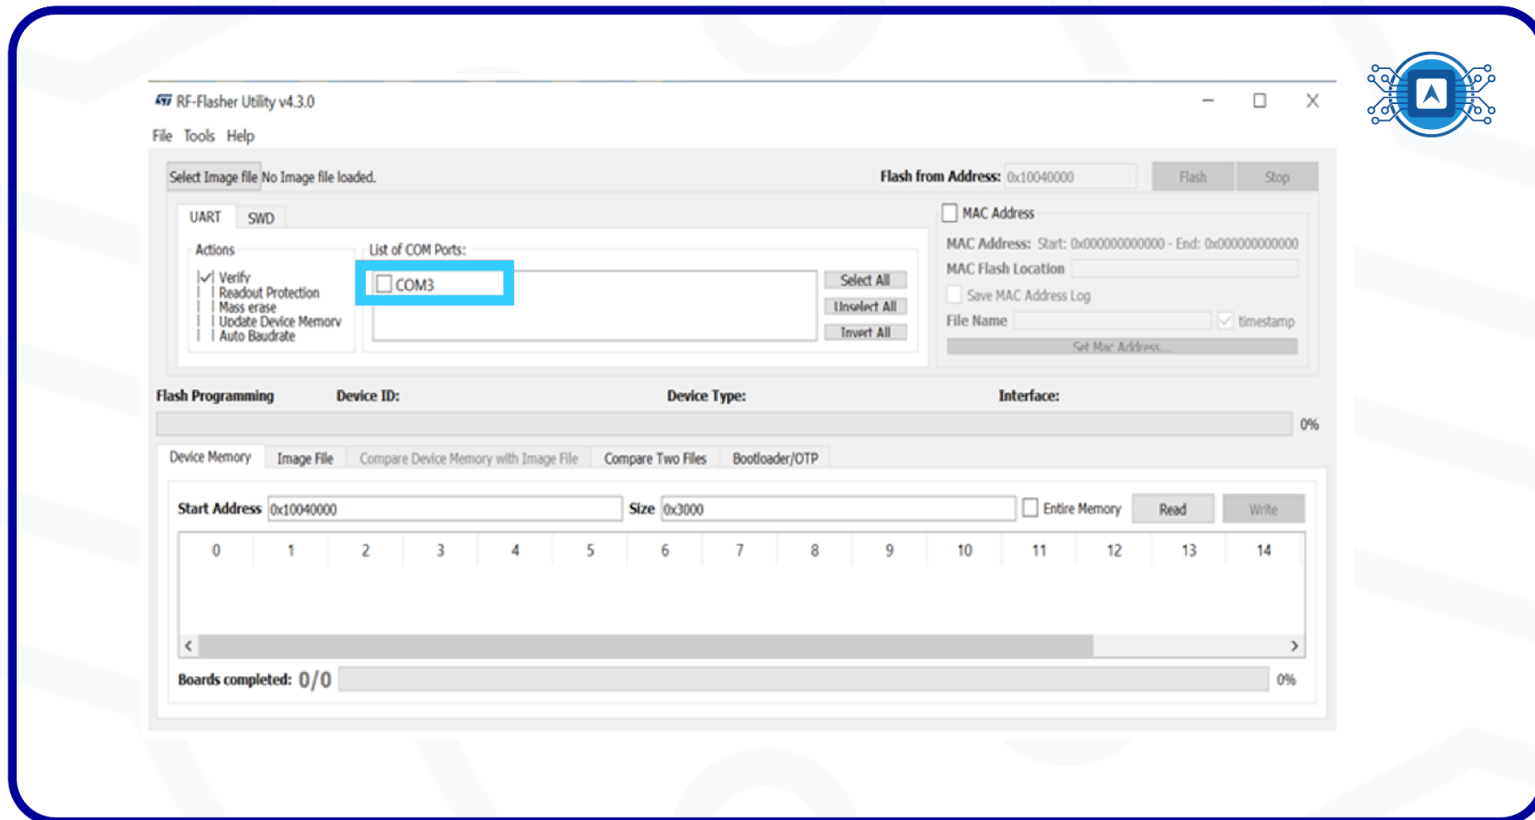 RF-Flasher Utility v4.3.0
File Tools Help
Select Image file No Image file loaded. Flash from Address: 0x10040000 Flash Stop
UART SWD
Actions
Verify
Readout Protection
Mass erase
Update Device Memory
Auto Baudrate
List of COM Ports:
COM3
Select All
Unselect All
Invert All
MAC Address
MAC Address: Start: 0x000000000000 - End: 0x000000000000
MAC Flash Location
Save MAC Address Log
File Name timestamp
Set Mac Address...
Flash Programming Device ID: Device Type: Interface:
0%
Device Memory Image File Compare Device Memory with Image File Compare Two Files Bootloader/OTP
Start Address 0x10040000 Size 0x3000 Entire Memory Read Write
0 1 2 3 4 5 6 7 8 9 10 11 12 13 14
Boards completed: 0/0 0%